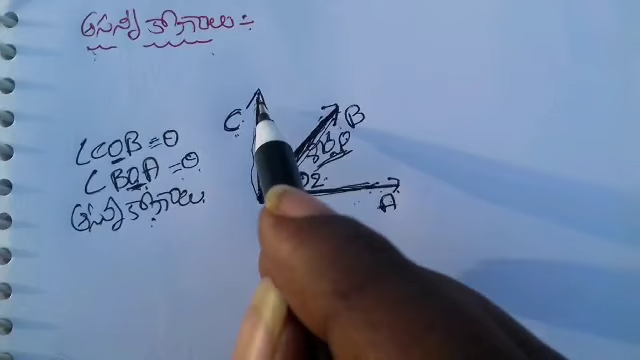 ఆసన్న కోణాలు :-
C
B
∠COB = θ
∠BOA = θ
A
ఆసన్న కోణాలు